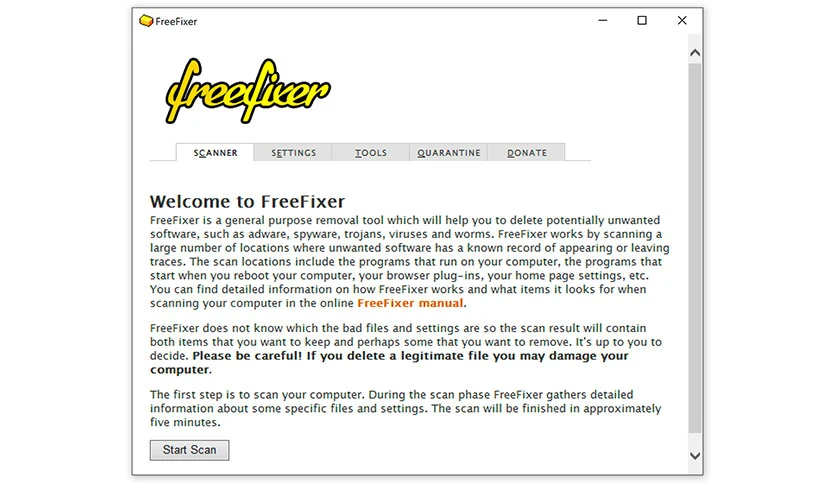 FreeFixer
freefixer
SCANNER SETTINGS TOOLS QUARANTINE DONATE
Welcome to FreeFixer
FreeFixer is a general purpose removal tool which will help you to delete potentially unwanted
software, such as adware, spyware, trojans, viruses and worms. FreeFixer works by scanning a
large number of locations where unwanted software has a known record of appearing or leaving
traces. The scan locations include the programs that run on your computer, the programs that
start when you reboot your computer, your browser plug-ins, your home page settings, etc.
You can find detailed information on how FreeFixer works and what items it looks for when
scanning your computer in the online FreeFixer manual.
FreeFixer does not know which the bad files and settings are so the scan result will contain
both items that you want to keep and perhaps some that you want to remove. It's up to you to
decide. Please be careful! If you delete a legitimate file you may damage your
computer.
The first step is to scan your computer. During the scan phase FreeFixer gathers detailed
information about some specific files and settings. The scan will be finished in approximately
five minutes.
Start Scan